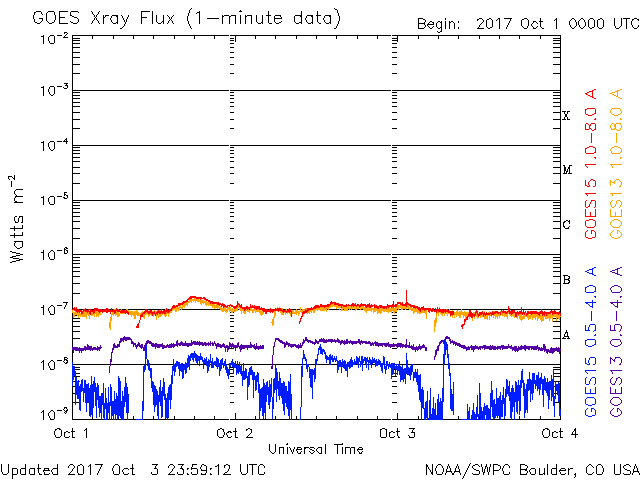 GOES Xray Flux (1-minute data)
Begin: 2017 Oct 1 0000 UTC
10⁻²
10⁻³
10⁻⁴
10⁻⁵
10⁻⁶
10⁻⁷
10⁻⁸
10⁻⁹
Watts m⁻²
X
M
C
B
A
GOES15 1.0-8.0 A
GOES13 1.0-8.0 A
GOES15 0.5-4.0 A
GOES13 0.5-4.0 A
Oct 1 Oct 2 Oct 3 Oct 4
Universal Time
Updated 2017 Oct 3 23:59:12 UTC
NOAA/SWPC Boulder, CO USA